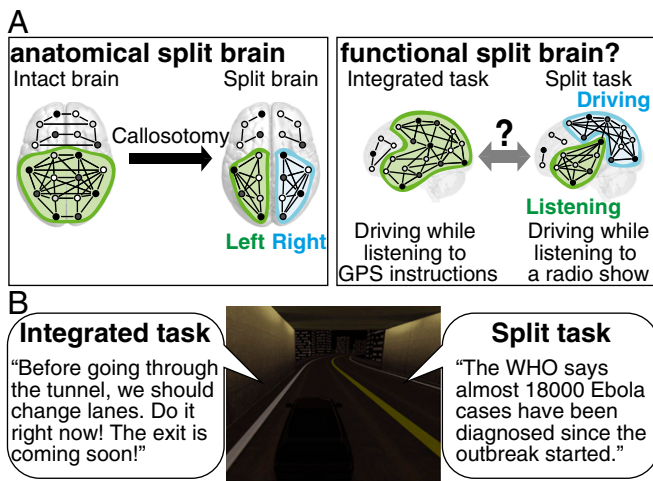 A
anatomical split brain
Intact brain
Split brain
Callosotomy
Left Right
functional split brain?
Integrated task
Split task
Driving
?
Listening
Driving while
listening to
GPS instructions
Driving while
listening to
a radio show
B
Integrated task
“Before going through
the tunnel, we should
change lanes. Do it
right now! The exit is
coming soon!”
Split task
“The WHO says
almost 18000 Ebola
cases have been
diagnosed since the
outbreak started.”